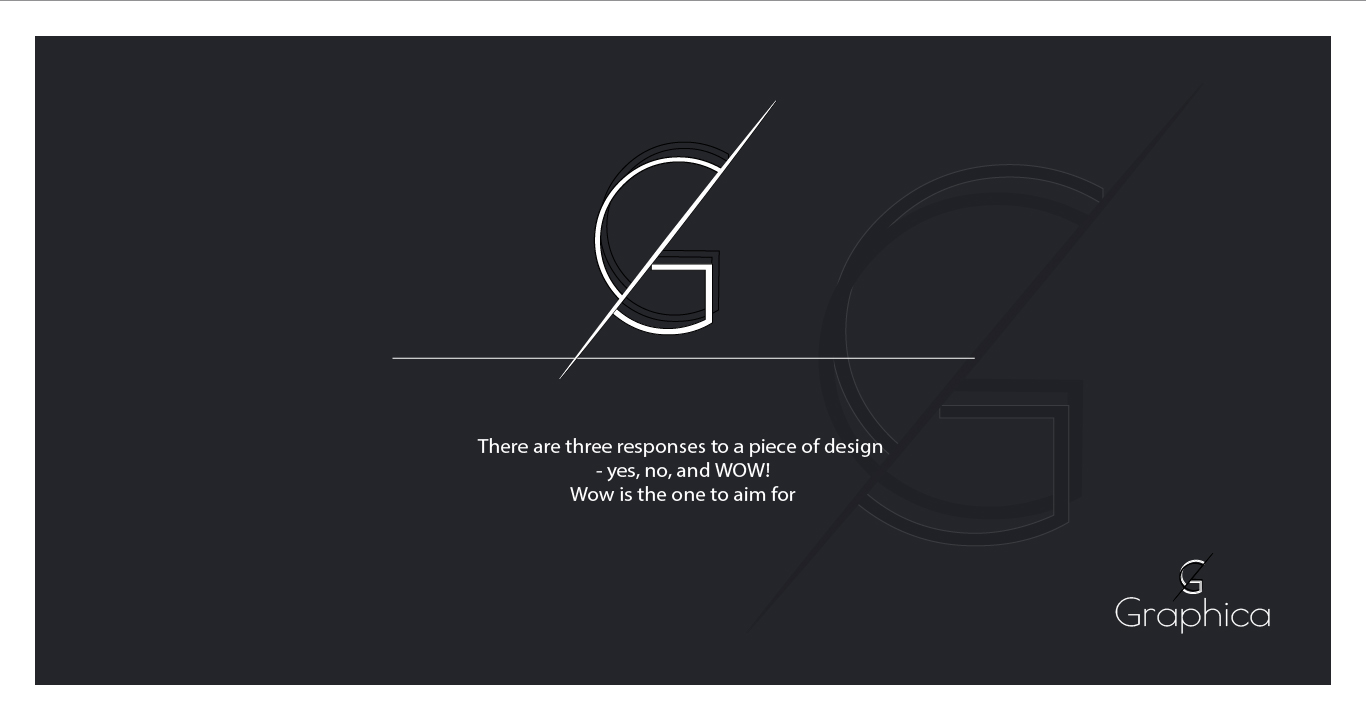 G
There are three responses to a piece of design
- yes, no, and WOW!
Wow is the one to aim for
G
Graphica